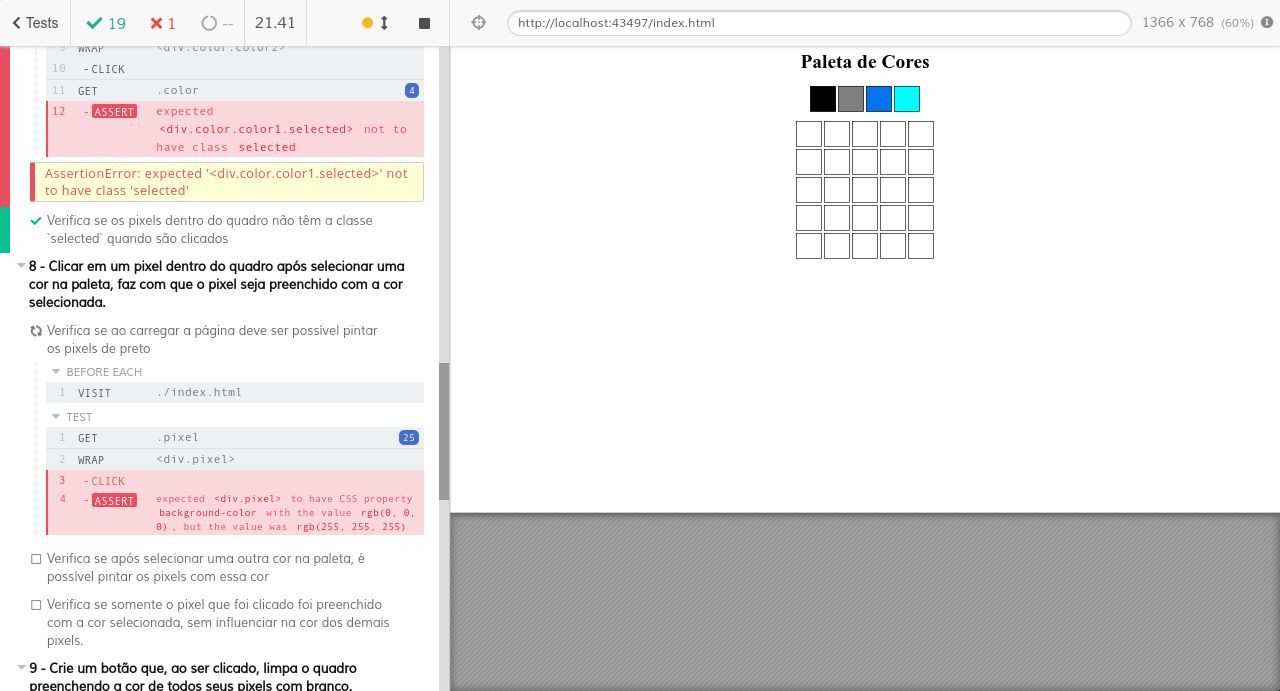 Tests 19 1 -- 21.41 http://localhost:43497/index.html 1366 x 768 (60%)
9 WRAP <div.color.color2>
10 -CLICK
11 GET .color 4
12 -ASSERT expected
<div.color.color1.selected> not to
have class selected
AssertionError: expected '<div.color.color1.selected>' not
to have class 'selected'
Verifica se os pixels dentro do quadro não têm a classe
`selected` quando são clicados
8 - Clicar em um pixel dentro do quadro após selecionar uma
cor na paleta, faz com que o pixel seja preenchido com a cor
selecionada.
Verifica se ao carregar a página deve ser possível pintar
os pixels de preto
BEFORE EACH
1 VISIT ./index.html
TEST
1 GET .pixel 25
2 WRAP <div.pixel>
3 -CLICK
4 -ASSERT expected <div.pixel> to have CSS property
background-color with the value rgb(0, 0,
0), but the value was rgb(255, 255, 255)
Verifica se após selecionar uma outra cor na paleta, é
possível pintar os pixels com essa cor
Verifica se somente o pixel que foi clicado foi preenchido
com a cor selecionada, sem influenciar na cor dos demais
pixels.
9 - Crie um botão que, ao ser clicado, limpa o quadro
preenchendo a cor de todos seus pixels com branco.
Paleta de Cores